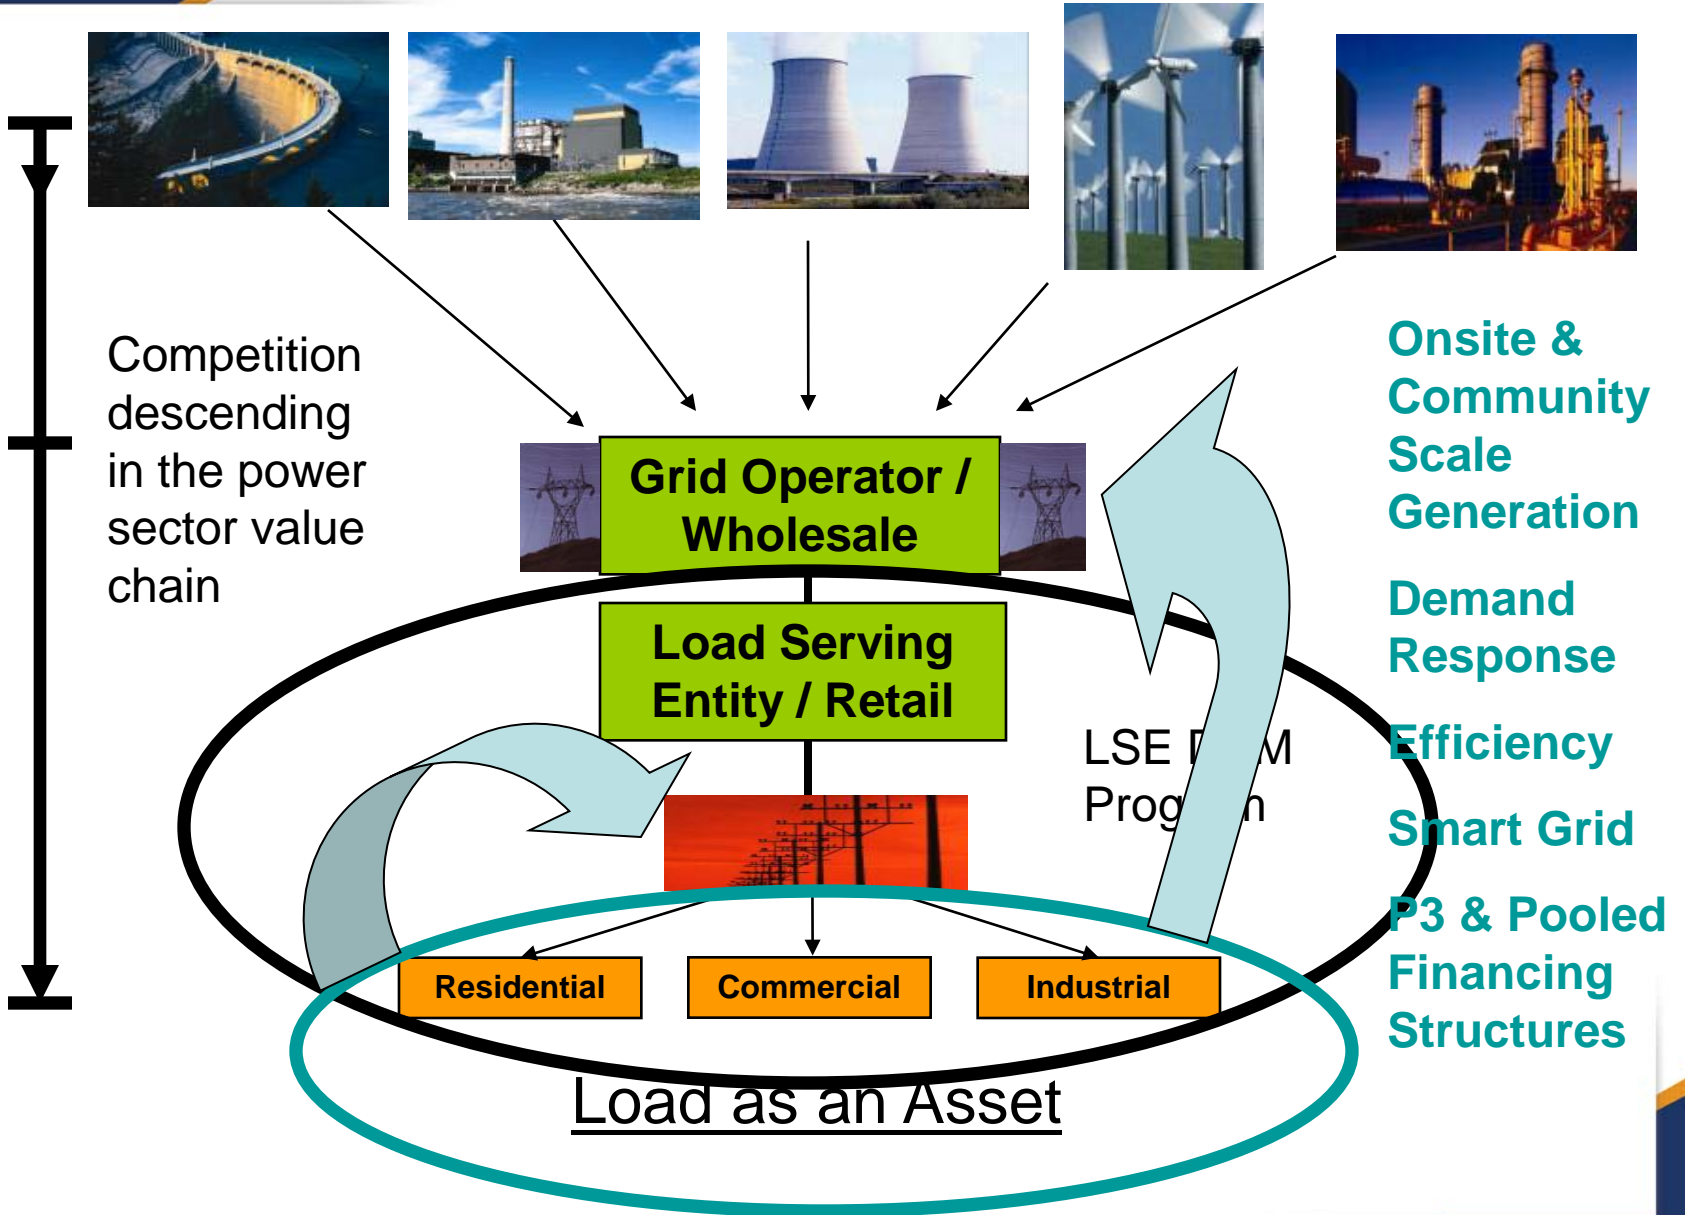 Competition
descending
in the power
sector value
chain
Grid Operator /
Wholesale
Load Serving
Entity / Retail
LSE
Residential
Commercial
Industrial
Load as an Asset
Onsite &
Community
Scale
Generation
Demand
Response
Efficiency
Smart Grid
P3 & Pooled
Financing
Structures